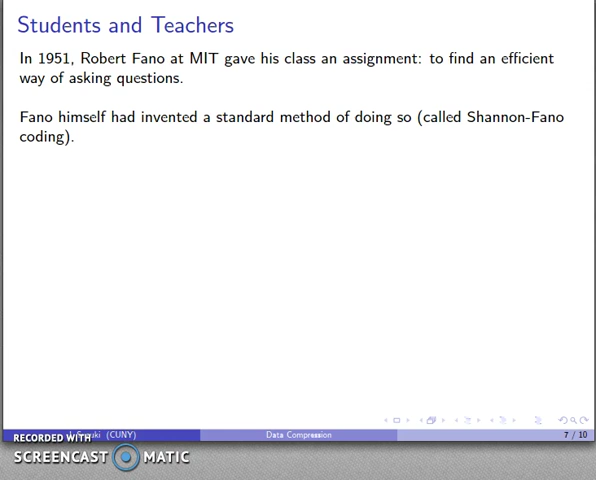 Students and Teachers
In 1951, Robert Fano at MIT gave his class an assignment: to find an efficient
way of asking questions.
Fano himself had invented a standard method of doing so (called Shannon-Fano
coding).
(CUNY)
Data Compression
7 / 10
RECORDED WITH
SCREENCAST MATIC